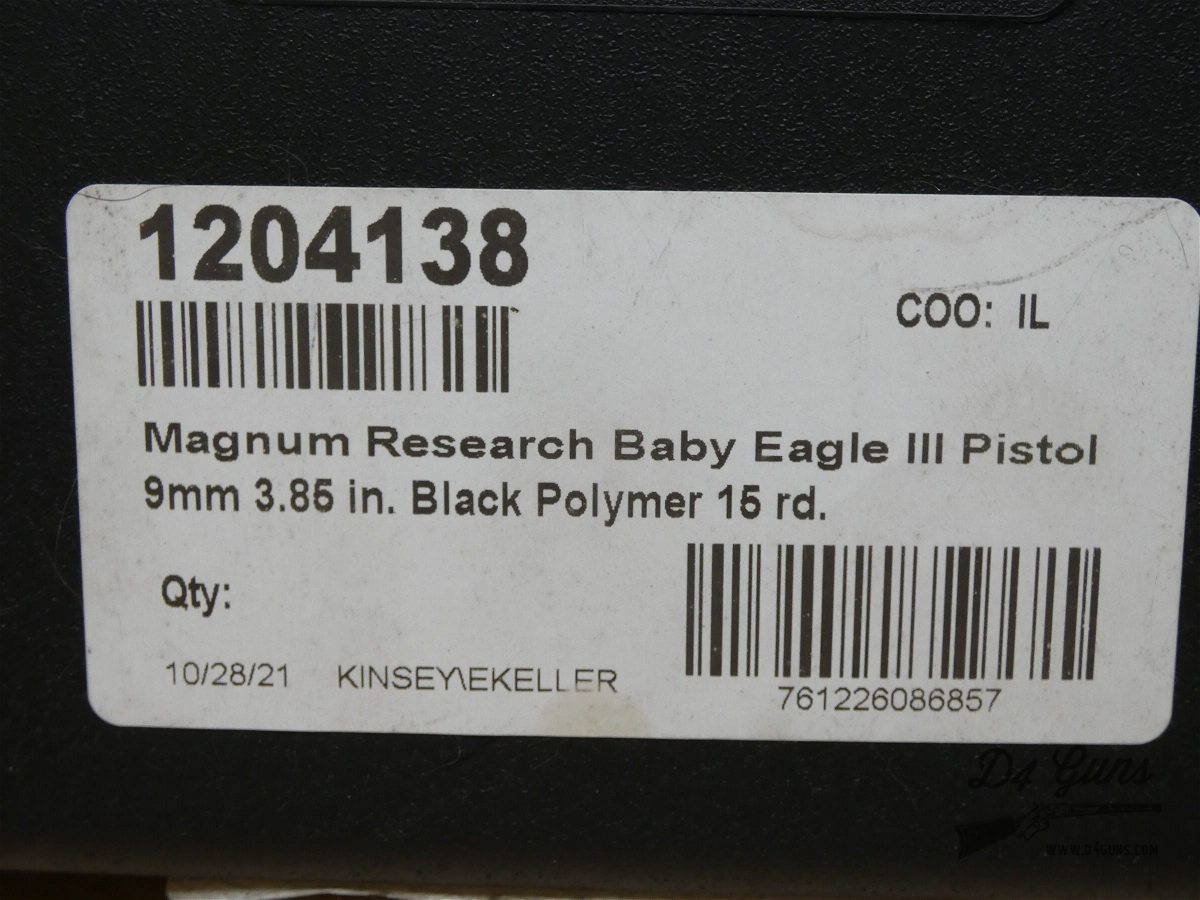 1204138
COO: IL
Magnum Research Baby Eagle III Pistol
9mm 3.85 in. Black Polymer 15 rd.
Qty:
10/28/21 KINSEY\EKELLER
761226086857
D4 Guns
WWW.D4GUNS.COM